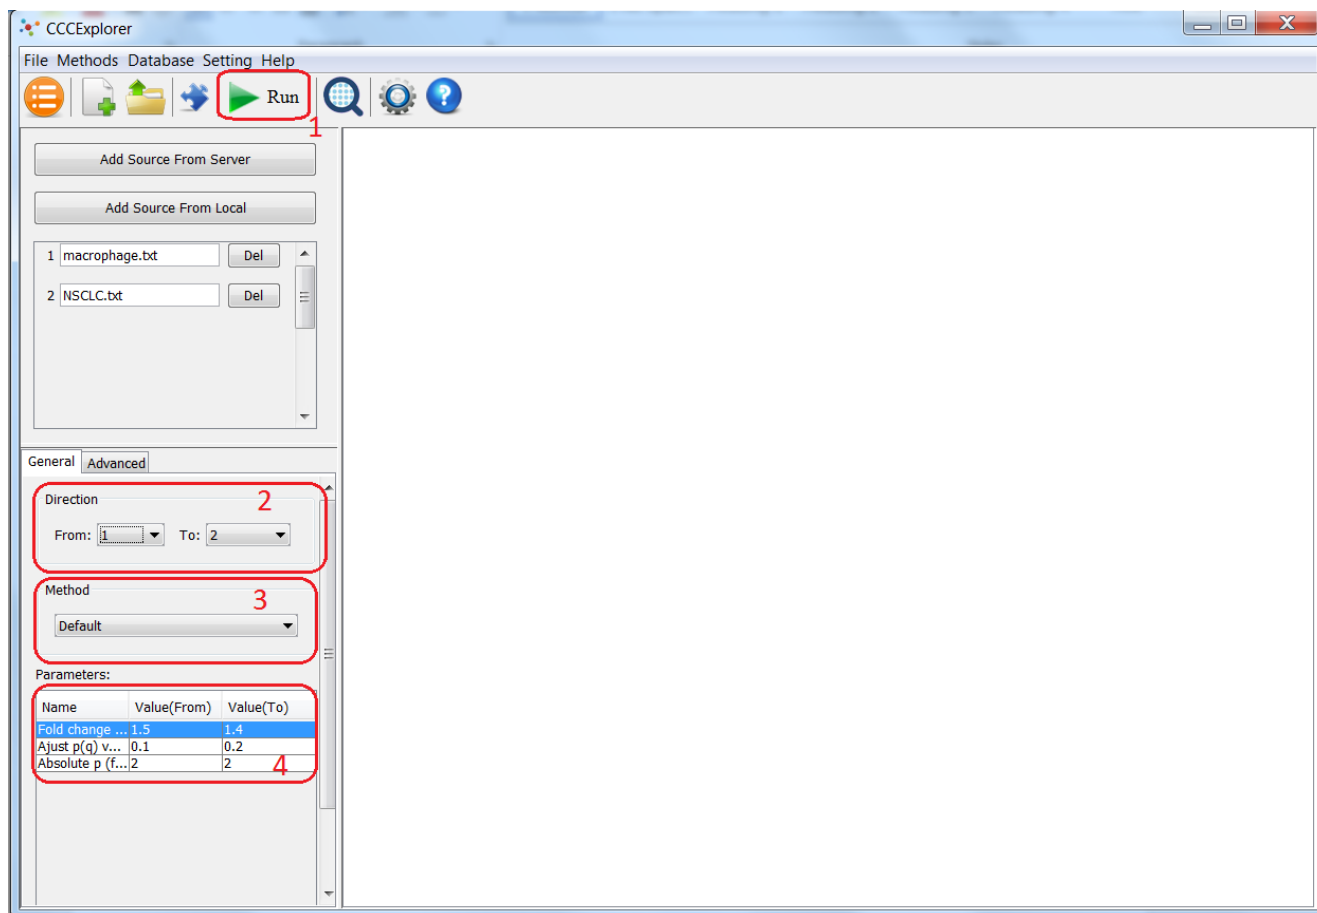 CCCExplorer
File Methods Database Setting Help
Run
1
Add Source From Server
Add Source From Local
1 macrophage.txt Del
2 NSCLC.txt Del
General Advanced
Direction 2
From: 1 To: 2
Method 3
Default
Parameters:
Name Value(From) Value(To)
Fold change ... 1.5 1.4
Ajust p(q) v... 0.1 0.2
Absolute p (f... 2 2
4